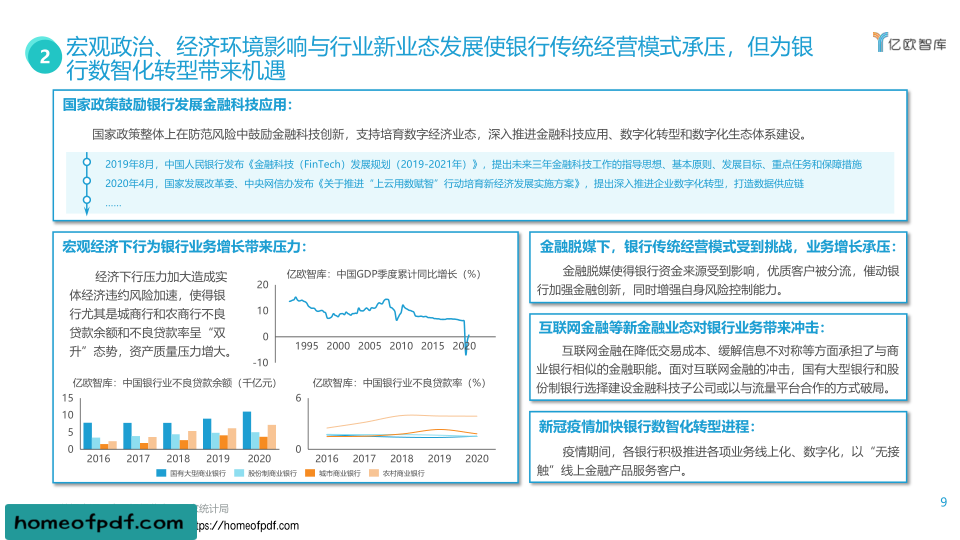 2
宏观政治、经济环境影响与行业新业态发展使银行传统经营模式承压，但为银
行数智化转型带来机遇
亿欧智库
国家政策鼓励银行发展金融科技应用：
国家政策整体上在防范风险中鼓励金融科技创新，支持培育数字经济业态，深入推进金融科技应用、数字化转型和数字化生态体系建设。
2019年8月，中国人民银行发布《金融科技（FinTech）发展规划（2019-2021年）》，提出未来三年金融科技工作的指导思想、基本原则、发展目标、重点任务和保障措施
2020年4月，国家发展改革委、中央网信办发布《关于推进“上云用数赋智”行动培育新经济发展实施方案》，提出深入推进企业数字化转型，打造数据供应链
……
宏观经济下行为银行业务增长带来压力：
经济下行压力加大造成实
体经济违约风险加速，使得银
行尤其是城商行和农商行不良
贷款余额和不良贷款率呈“双
升”态势，资产质量压力增大。
亿欧智库：中国GDP季度累计同比增长（%）
20
10
0
-10
1995 2000 2005 2010 2015 2020
亿欧智库：中国银行业不良贷款余额（千亿元）
15
10
5
0
2016 2017 2018 2019 2020
亿欧智库：中国银行业不良贷款率（%）
6
0
2016 2017 2018 2019 2020
国有大型商业银行 股份制商业银行 城市商业银行 农村商业银行
金融脱媒下，银行传统经营模式受到挑战，业务增长承压：
金融脱媒使得银行资金来源受到影响，优质客户被分流，催动银
行加强金融创新，同时增强自身风险控制能力。
互联网金融等新金融业态对银行业务带来冲击：
互联网金融在降低交易成本、缓解信息不对称等方面承担了与商
业银行相似的金融职能。面对互联网金融的冲击，国有大型银行和股
份制银行选择建设金融科技子公司或以与流量平台合作的方式破局。
新冠疫情加快银行数智化转型进程：
疫情期间，各银行积极推进各项业务线上化、数字化，以“无接
触”线上金融产品服务客户。
统计局
homeofpdf.com
ttps://homeofpdf.com
9